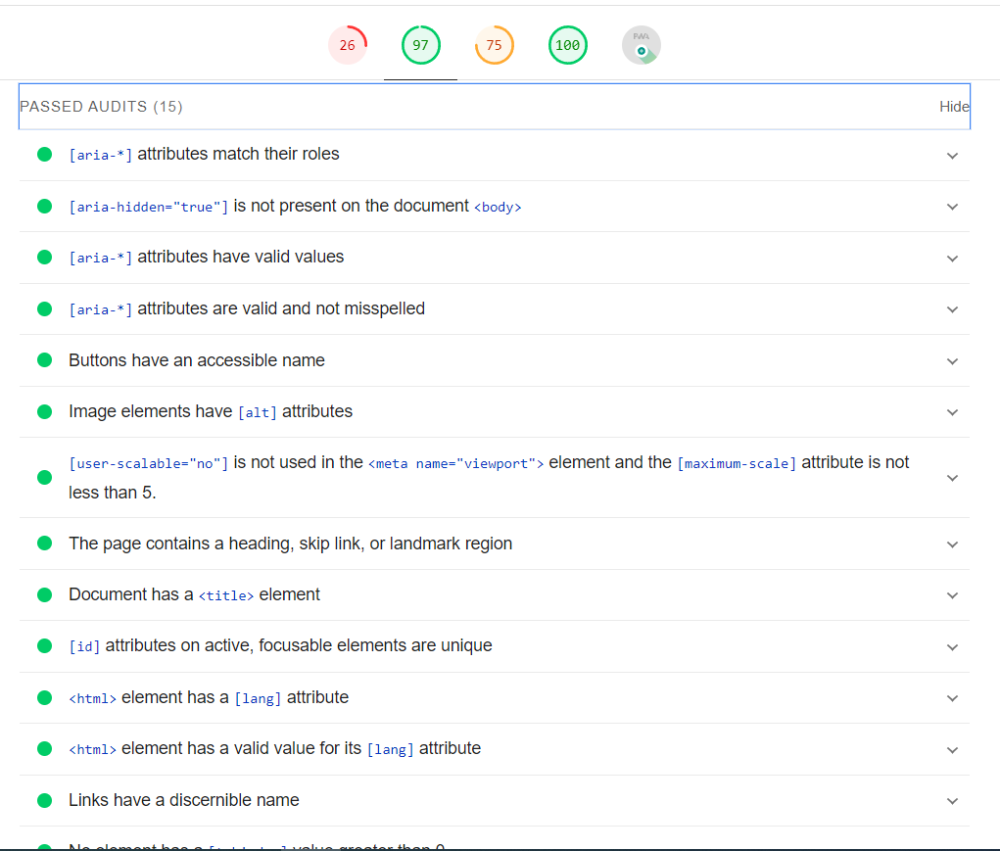 26 97 75 100 PWA
PASSED AUDITS (15) Hide
[aria-*] attributes match their roles
[aria-hidden="true"] is not present on the document <body>
[aria-*] attributes have valid values
[aria-*] attributes are valid and not misspelled
Buttons have an accessible name
Image elements have [alt] attributes
[user-scalable="no"] is not used in the <meta name="viewport"> element and the [maximum-scale] attribute is not
less than 5.
The page contains a heading, skip link, or landmark region
Document has a <title> element
[id] attributes on active, focusable elements are unique
<html> element has a [lang] attribute
<html> element has a valid value for its [lang] attribute
Links have a discernible name
No element has a [tabindex] value greater than 0